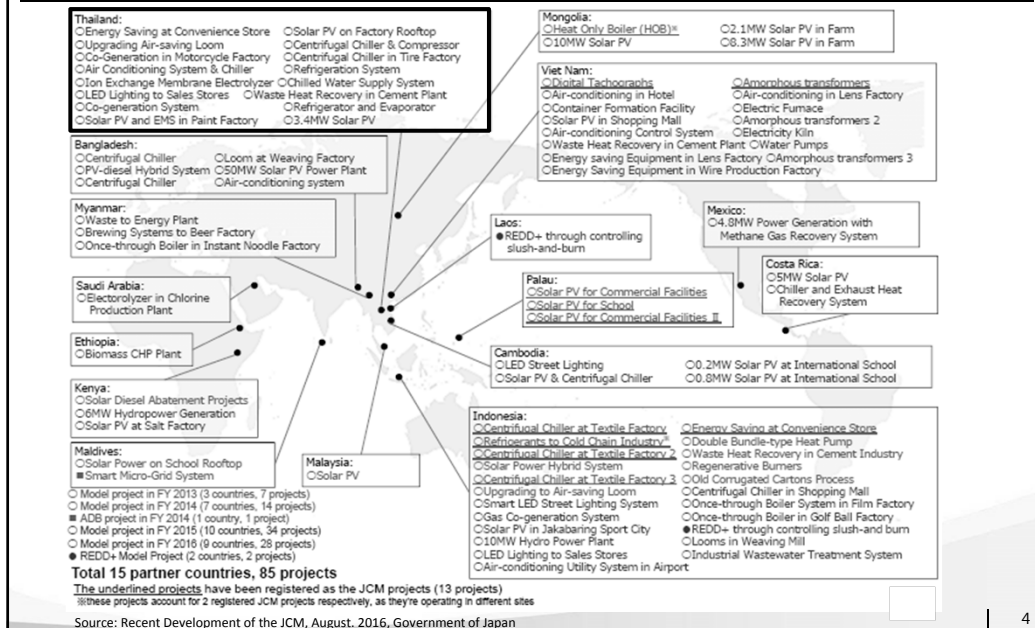 Thailand:
○Energy Saving at Convenience Store ○Solar PV on Factory Rooftop
○Upgrading Air-saving Loom ○Centrifugal Chiller & Compressor
○Co-Generation in Motorcycle Factory ○Centrifugal Chiller in Tire Factory
○Air Conditioning System & Chiller ○Refrigeration System
○Ion Exchange Membrane Electrolyzer ○Chilled Water Supply System
○LED Lighting to Sales Stores ○Waste Heat Recovery in Cement Plant
○Co-generation System ○Refrigerator and Evaporator
○Solar PV and EMS in Paint Factory ○3.4MW Solar PV
Mongolia:
○Heat Only Boiler (HOB)※ ○2.1MW Solar PV in Farm
○10MW Solar PV ○8.3MW Solar PV in Farm
Viet Nam:
○Digital Tachographs ○Amorphous transformers
○Air-conditioning in Hotel ○Air-conditioning in Lens Factory
○Container Formation Facility ○Electric Furnace
○Solar PV in Shopping Mall ○Amorphous transformers 2
○Air-conditioning Control System ○Electricity Kiln
○Waste Heat Recovery in Cement Plant ○Water Pumps
○Energy saving Equipment in Lens Factory ○Amorphous transformers 3
○Energy Saving Equipment in Wire Production Factory
Bangladesh:
○Centrifugal Chiller ○Loom at Weaving Factory
○PV-diesel Hybrid System ○50MW Solar PV Power Plant
○Centrifugal Chiller ○Air-conditioning system
Myanmar:
○Waste to Energy Plant
○Brewing Systems to Beer Factory
○Once-through Boiler in Instant Noodle Factory
Laos:
●REDD+ through controlling
slush-and-burn
Mexico:
○4.8MW Power Generation with
Methane Gas Recovery System
Costa Rica:
○5MW Solar PV
○Chiller and Exhaust Heat
Recovery System
Saudi Arabia:
○Electorolyzer in Chlorine
Production Plant
Palau:
○Solar PV for Commercial Facilities
○Solar PV for School
○Solar PV for Commercial Facilities Ⅱ
Ethiopia:
○Biomass CHP Plant
Cambodia:
○LED Street Lighting ○0.2MW Solar PV at International School
○Solar PV & Centrifugal Chiller ○0.8MW Solar PV at International School
Kenya:
○Solar Diesel Abatement Projects
○6MW Hydropower Generation
○Solar PV at Salt Factory
Maldives:
○Solar Power on School Rooftop
■Smart Micro-Grid System
Malaysia:
○Solar PV
Indonesia:
○Centrifugal Chiller at Textile Factory ○Energy Saving at Convenience Store
○Refrigerants to Cold Chain Industry※ ○Double Bundle-type Heat Pump
○Centrifugal Chiller at Textile Factory 2 ○Waste Heat Recovery in Cement Industry
○Solar Power Hybrid System ○Regenerative Burners
○Centrifugal Chiller at Textile Factory 3 ○Old Corrugated Cartons Process
○Upgrading to Air-saving Loom ○Centrifugal Chiller in Shopping Mall
○Smart LED Street Lighting System ○Once-through Boiler System in Film Factory
○Gas Co-generation System ○Once-through Boiler in Golf Ball Factory
○Solar PV in Jakabaring Sport City ●REDD+ through controlling slush-and burn
○10MW Hydro Power Plant ○Looms in Weaving Mill
○LED Lighting to Sales Stores ○Industrial Wastewater Treatment System
○Air-conditioning Utility System in Airport
○ Model project in FY 2013 (3 countries, 7 projects)
○ Model project in FY 2014 (7 countries, 14 projects)
■ ADB project in FY 2014 (1 country, 1 project)
○ Model project in FY 2015 (10 countries, 34 projects)
○ Model project in FY 2016 (9 countries, 28 projects)
● REDD+ Model Project (2 countries, 2 projects)
Total 15 partner countries, 85 projects
The underlined projects have been registered as the JCM projects (13 projects)
※these projects account for 2 registered JCM projects respectively, as they're operating in different sites
Source: Recent Development of the JCM, August. 2016, Government of Japan
4